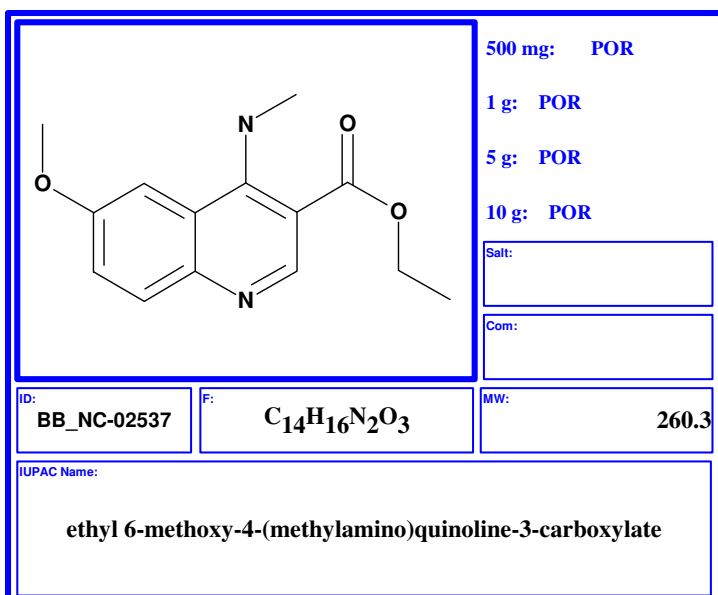 500 mg: POR
1 g: POR
5 g: POR
10 g: POR
N
O
O
O
N
Salt:
Com:
ID:
BB_NC-02537
F:
C14H16N2O3
MW:
260.3
IUPAC Name:
ethyl 6-methoxy-4-(methylamino)quinoline-3-carboxylate